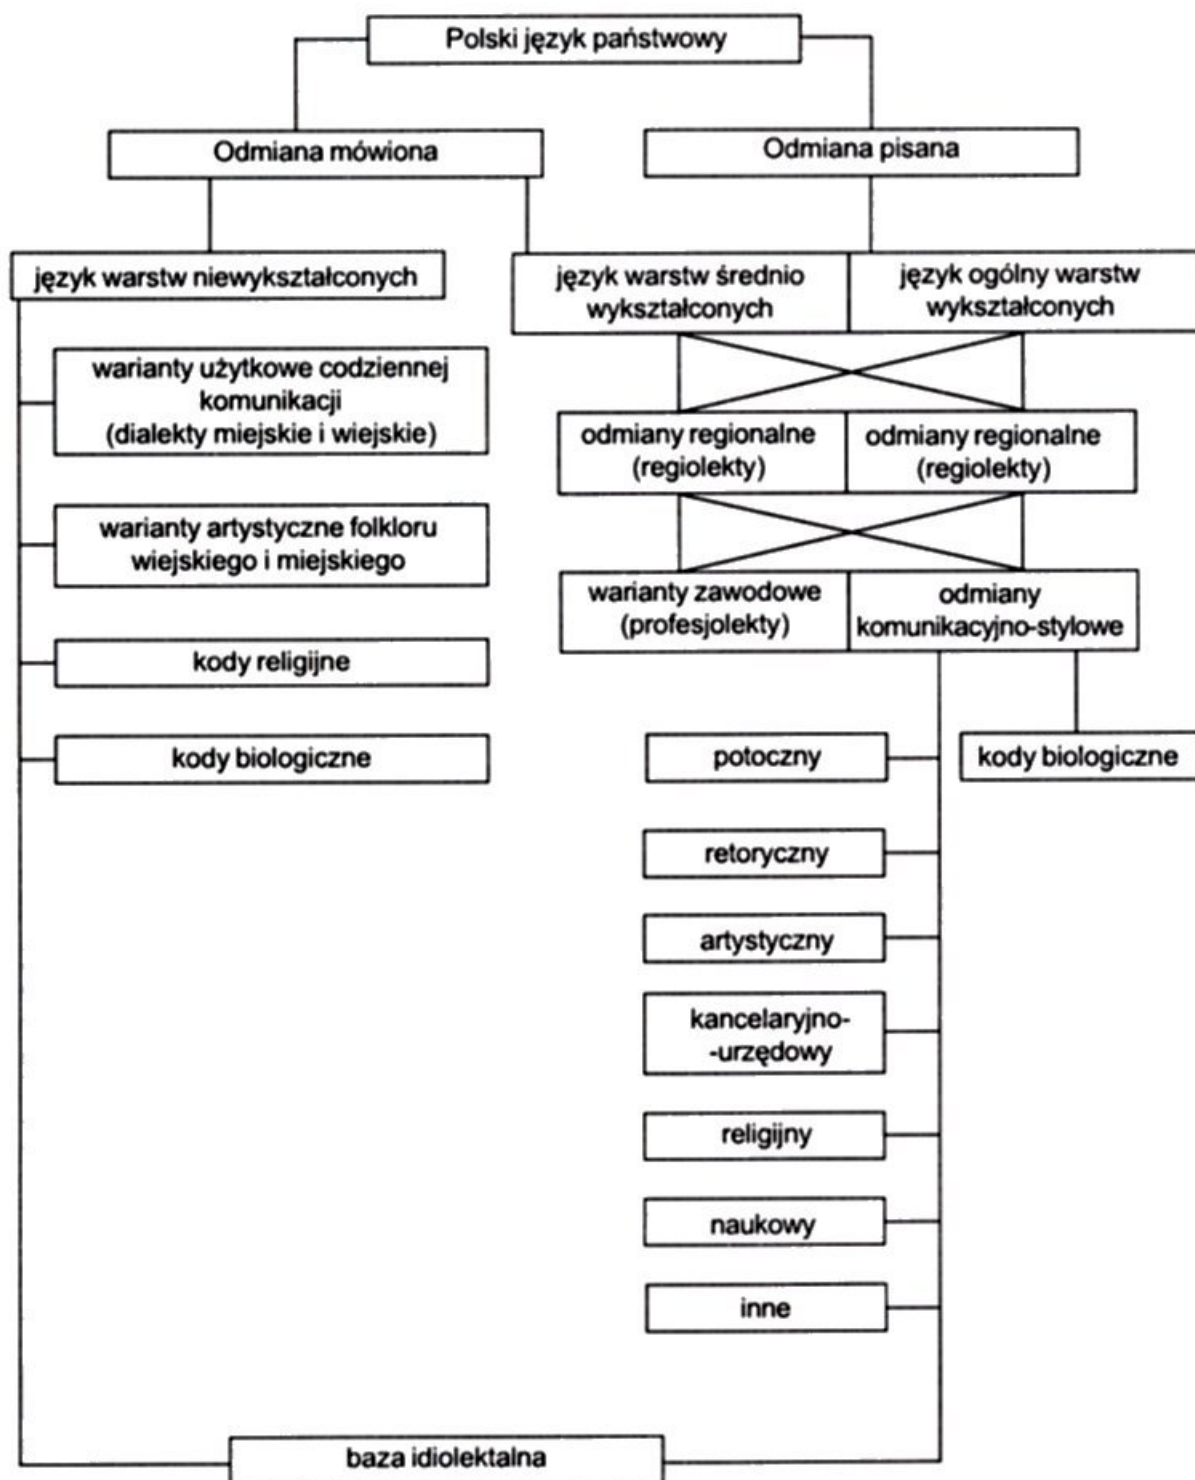 Polski język państwowy
Odmiana mówiona
Odmiana pisana
język warstw niewykształconych
język warstw średnio
wykształconych
język ogólny warstw
wykształconych
warianty użytkowe codziennej
komunikacji
(dialekty miejskie i wiejskie)
odmiany regionalne
(regiolekty)
odmiany regionalne
(regiolekty)
warianty artystyczne folkloru
wiejskiego i miejskiego
warianty zawodowe
(profesjolekty)
odmiany
komunikacyjno-stylowe
kody religijne
kody biologiczne
potoczny
kody biologiczne
retoryczny
artystyczny
kancelaryjno-
-urzędowy
religijny
naukowy
inne
baza idiolektalna